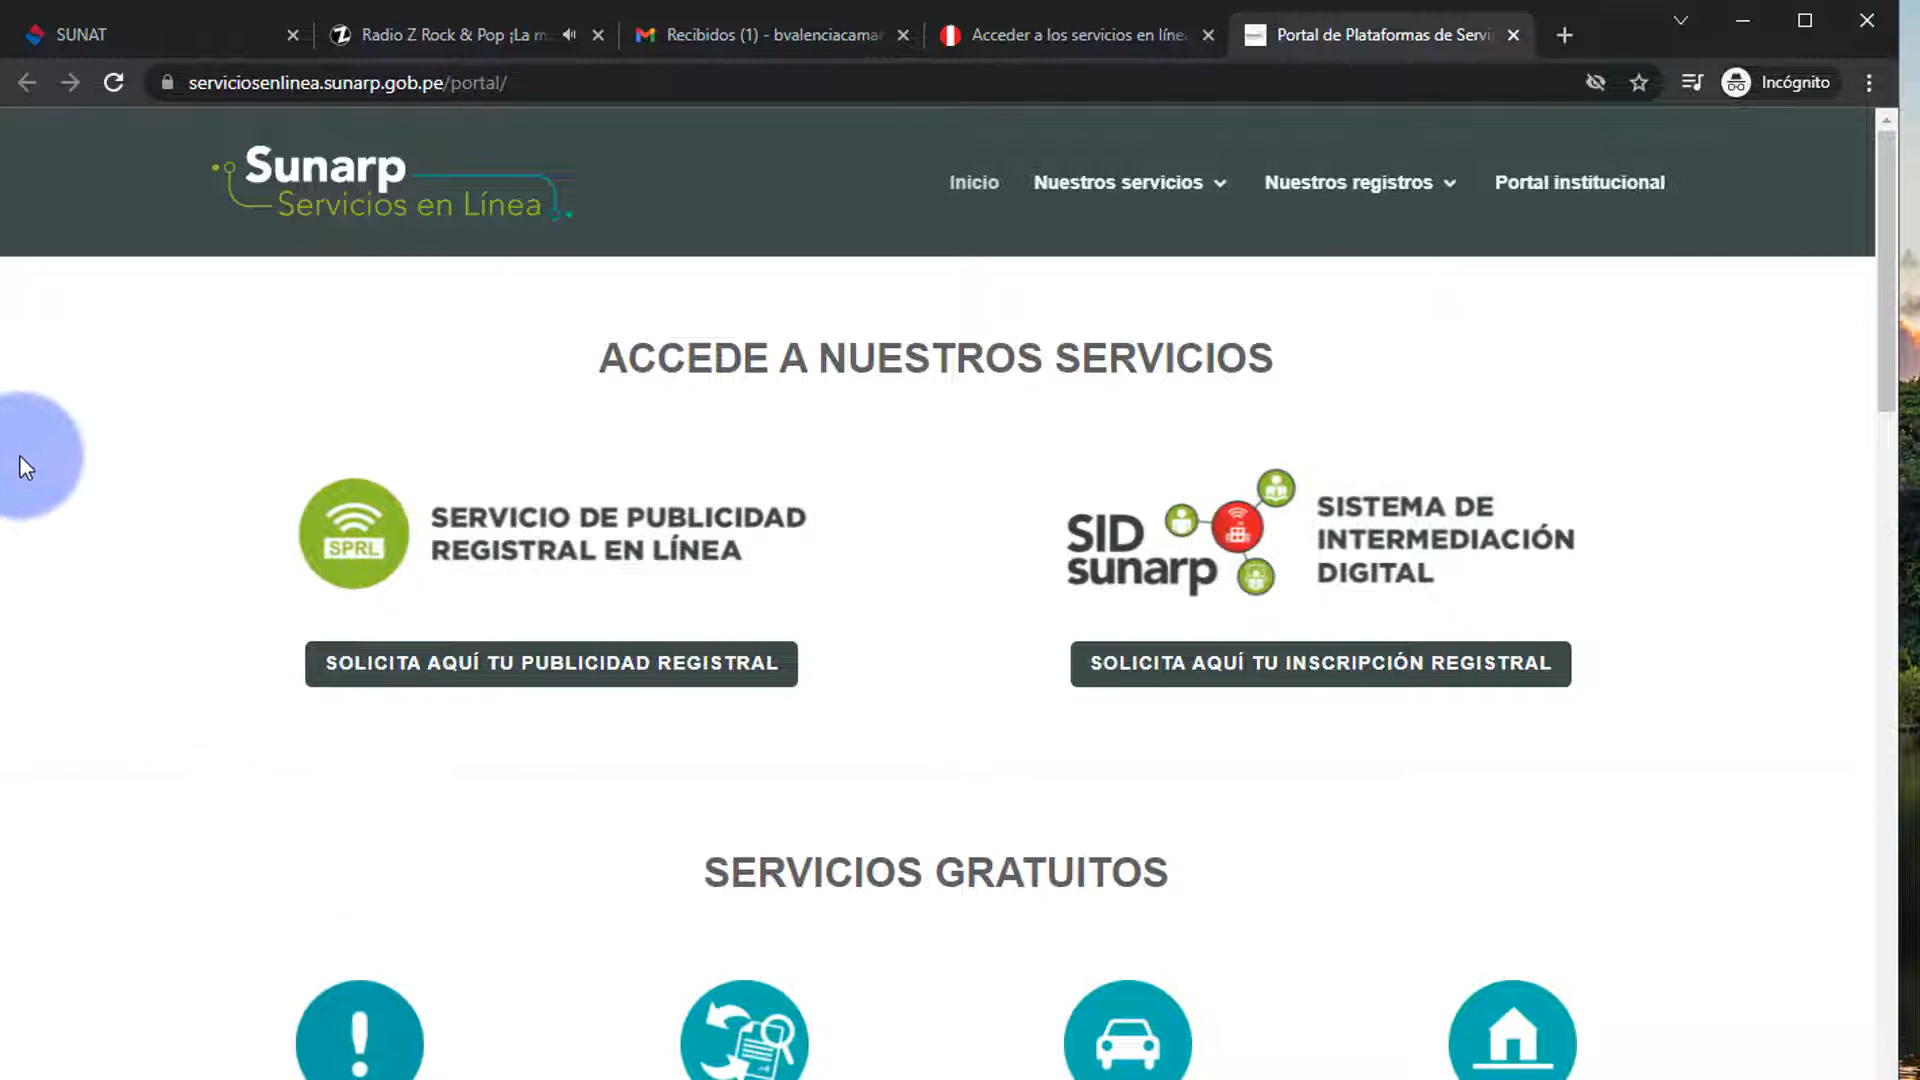 SUNAT
Radio Z Rock & Pop ¡La m
Recibidos (1) - bvalenciacama
Acceder a los servicios en líne
Portal de Plataformas de Servi
serviciosenlinea.sunarp.gob.pe/portal/
Incógnito
Sunarp
Servicios en Línea
Inicio
Nuestros servicios
Nuestros registros
Portal institucional
ACCEDE A NUESTROS SERVICIOS
SPRL
SERVICIO DE PUBLICIDAD
REGISTRAL EN LÍNEA
SID
sunarp
SISTEMA DE
INTERMEDIACIÓN
DIGITAL
SOLICITA AQUÍ TU PUBLICIDAD REGISTRAL
SOLICITA AQUÍ TU INSCRIPCIÓN REGISTRAL
SERVICIOS GRATUITOS